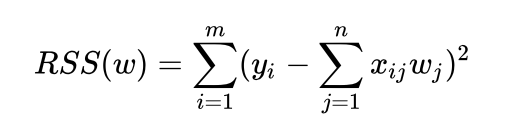 RSS(w) = \sum_{i=1}^{m} (y_i - \sum_{j=1}^{n} x_{ij} w_j)^2